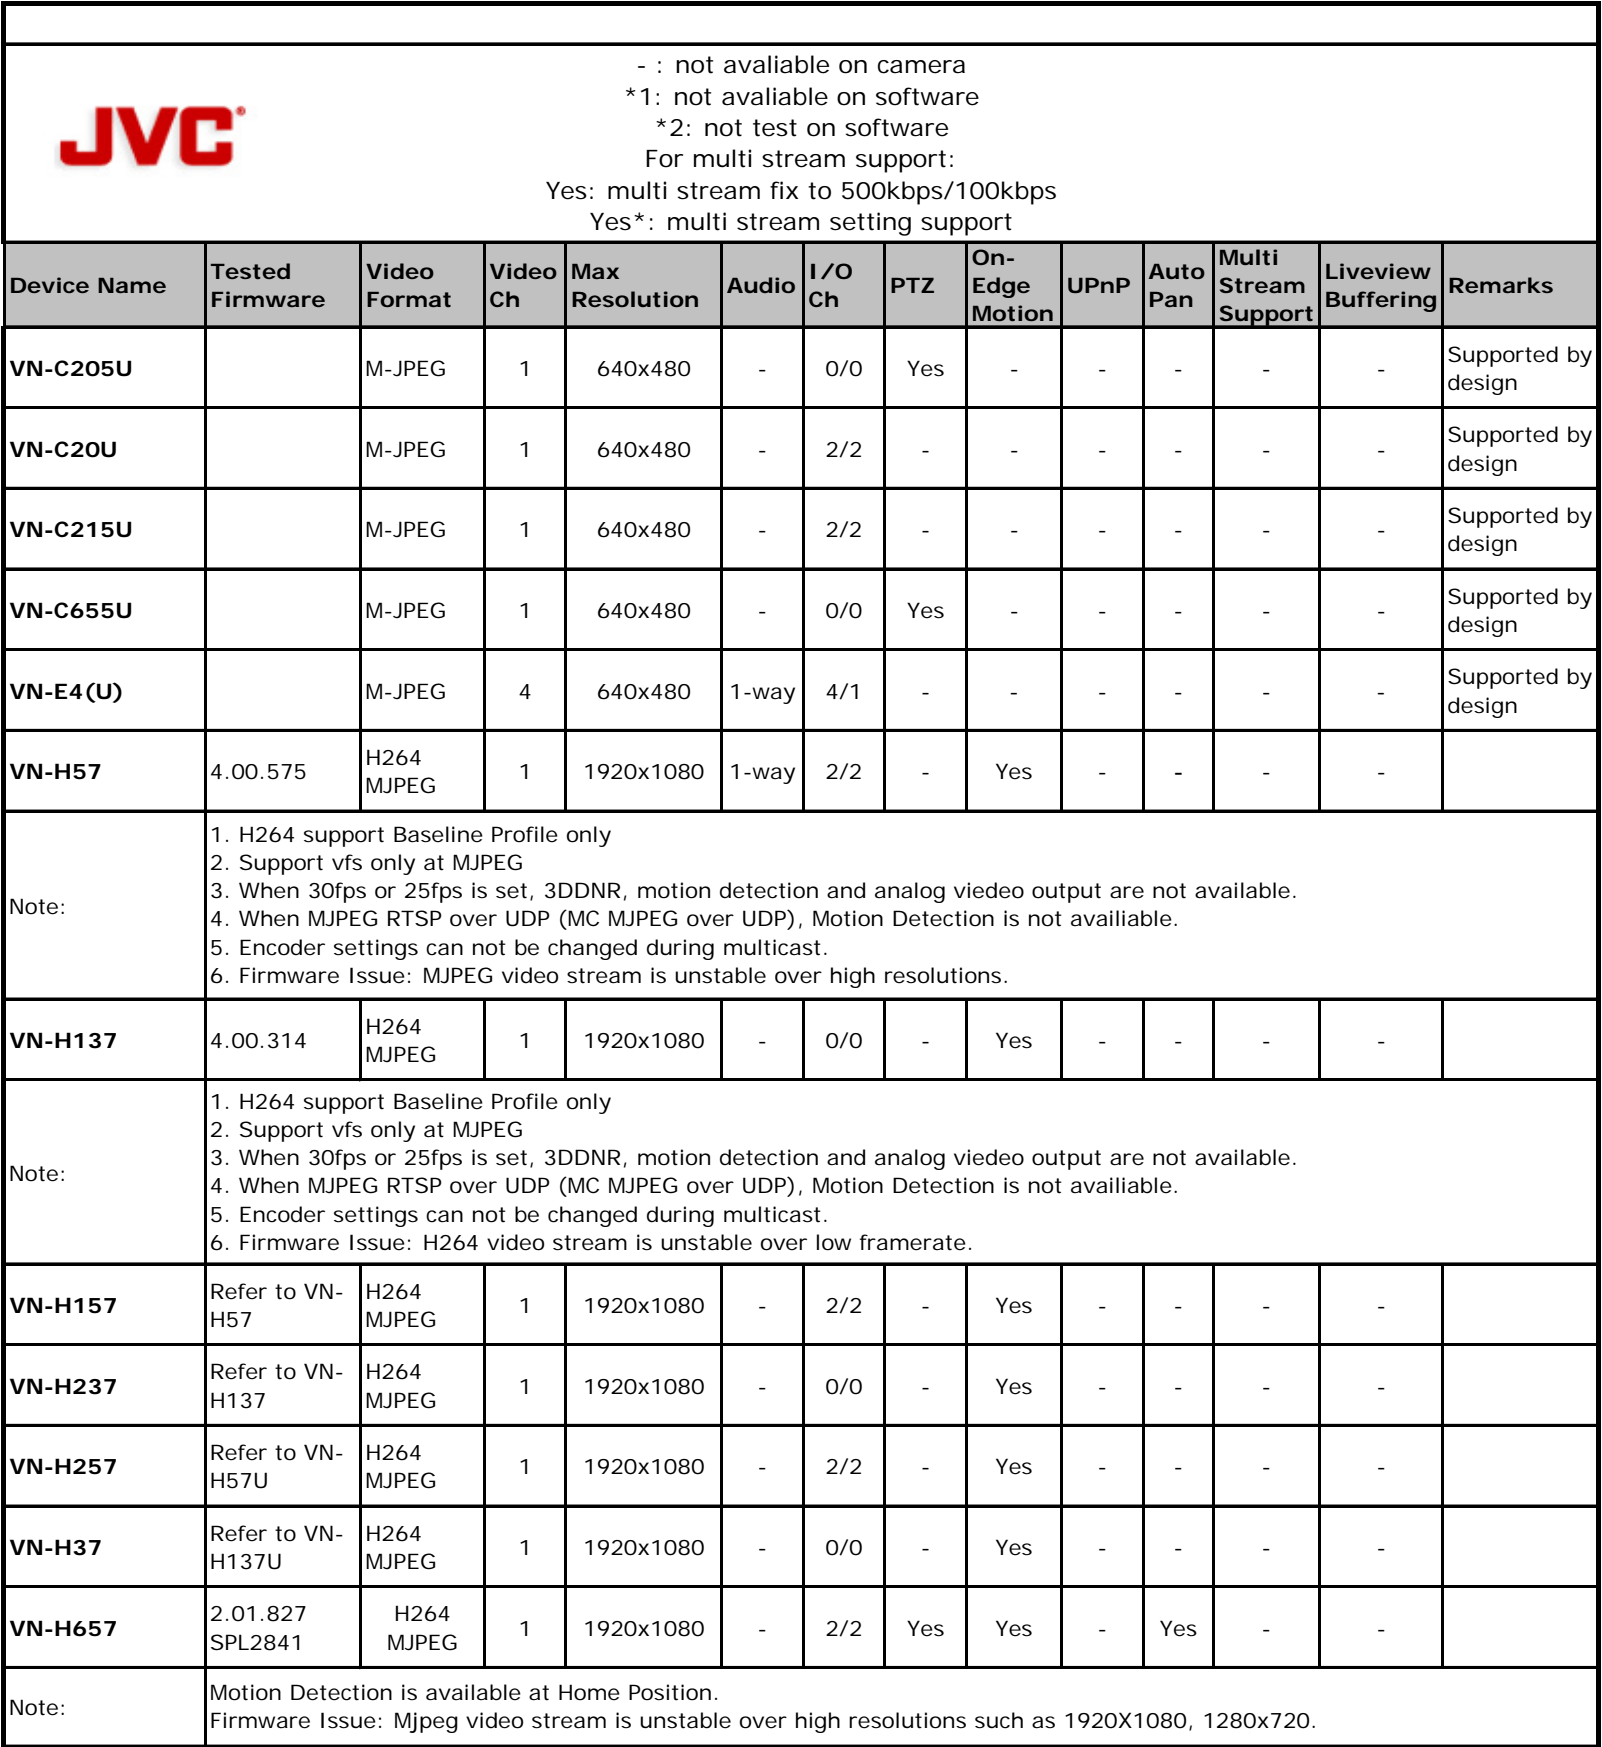 - : not avaliable on camera
*1: not avaliable on software
*2: not test on software
For multi stream support:
Yes: multi stream fix to 500kbps/100kbps
Yes*: multi stream setting support
JVC®
Device Name | Tested Firmware | Video Format | Video Ch | Max Resolution | Audio | I/O Ch | PTZ | On-Edge Motion | UPnP | Auto Pan | Multi Stream Support | Liveview Buffering | Remarks
VN-C205U | | M-JPEG | 1 | 640x480 | - | 0/0 | Yes | - | - | - | - | - | Supported by design
VN-C20U | | M-JPEG | 1 | 640x480 | - | 2/2 | - | - | - | - | - | - | Supported by design
VN-C215U | | M-JPEG | 1 | 640x480 | - | 2/2 | - | - | - | - | - | - | Supported by design
VN-C655U | | M-JPEG | 1 | 640x480 | - | 0/0 | Yes | - | - | - | - | - | Supported by design
VN-E4(U) | | M-JPEG | 4 | 640x480 | 1-way | 4/1 | - | - | - | - | - | - | Supported by design
VN-H57 | 4.00.575 | H264 MJPEG | 1 | 1920x1080 | 1-way | 2/2 | - | Yes | - | - | - | - |
Note:
1. H264 support Baseline Profile only
2. Support vfs only at MJPEG
3. When 30fps or 25fps is set, 3DDNR, motion detection and analog viedeo output are not available.
4. When MJPEG RTSP over UDP (MC MJPEG over UDP), Motion Detection is not availiable.
5. Encoder settings can not be changed during multicast.
6. Firmware Issue: MJPEG video stream is unstable over high resolutions.
VN-H137 | 4.00.314 | H264 MJPEG | 1 | 1920x1080 | - | 0/0 | - | Yes | - | - | - | - |
Note:
1. H264 support Baseline Profile only
2. Support vfs only at MJPEG
3. When 30fps or 25fps is set, 3DDNR, motion detection and analog viedeo output are not available.
4. When MJPEG RTSP over UDP (MC MJPEG over UDP), Motion Detection is not availiable.
5. Encoder settings can not be changed during multicast.
6. Firmware Issue: H264 video stream is unstable over low framerate.
VN-H157 | Refer to VN-H57 | H264 MJPEG | 1 | 1920x1080 | - | 2/2 | - | Yes | - | - | - | - |
VN-H237 | Refer to VN-H137 | H264 MJPEG | 1 | 1920x1080 | - | 0/0 | - | Yes | - | - | - | - |
VN-H257 | Refer to VN-H57U | H264 MJPEG | 1 | 1920x1080 | - | 2/2 | - | Yes | - | - | - | - |
VN-H37 | Refer to VN-H137U | H264 MJPEG | 1 | 1920x1080 | - | 0/0 | - | Yes | - | - | - | - |
VN-H657 | 2.01.827 SPL2841 | H264 MJPEG | 1 | 1920x1080 | - | 2/2 | Yes | Yes | - | Yes | - | - |
Note:
Motion Detection is available at Home Position.
Firmware Issue: Mjpeg video stream is unstable over high resolutions such as 1920X1080, 1280x720.